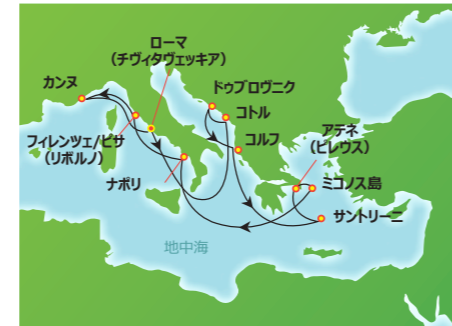 ローマ
（チヴィタヴェッキア）
カンヌ
ドゥブロヴニク
コトル
コルフ
アテネ
（ピレウス）
フィレンツェ/ピサ
（リボルノ）
ミコノス島
ナポリ
サントリーニ
地中海